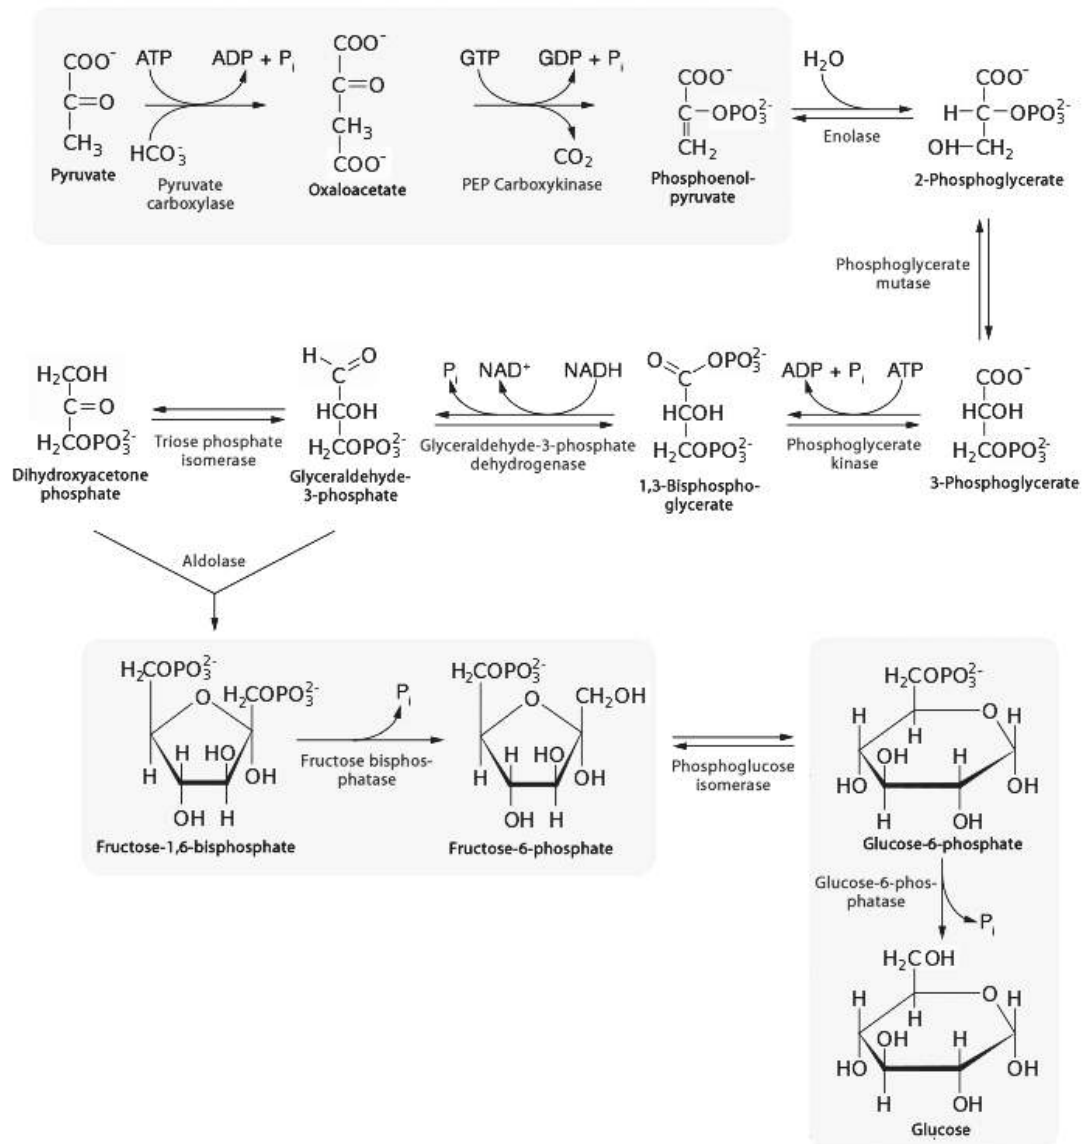 COO⁻
C=O
CH₃
Pyruvate
ATP
ADP + Pᵢ
HCO₃⁻
Pyruvate
carboxylase
COO⁻
C=O
CH₃
COO⁻
Oxaloacetate
GTP
GDP + Pᵢ
CO₂
PEP Carboxykinase
COO⁻
C—OPO₃²⁻
CH₂
Phosphoenol-
pyruvate
H₂O
Enolase
COO⁻
H—C—OPO₃²⁻
OH—CH₂
2-Phosphoglycerate
Phosphoglycerate
mutase
H₂COH
C=O
H₂COPO₃²⁻
Dihydroxyacetone
phosphate
Triose phosphate
isomerase
H O
C
HCOH
H₂COPO₃²⁻
Glyceraldehyde-
3-phosphate
Pᵢ NAD⁺ NADH
Glyceraldehyde-3-phosphate
dehydrogenase
O OPO₃²⁻
C
HCOH
H₂COPO₃²⁻
1,3-Bisphospho-
glycerate
ADP + Pᵢ ATP
Phosphoglycerate
kinase
COO⁻
HCOH
H₂COPO₃²⁻
3-Phosphoglycerate
Aldolase
H₂COPO₃²⁻
O H₂COPO₃²⁻
H HO
H OH
OH H
Fructose-1,6-bisphosphate
Pᵢ
Fructose bisphos-
phatase
H₂COPO₃²⁻
O CH₂OH
H HO
H OH
OH H
Fructose-6-phosphate
Phosphoglucose
isomerase
H₂COPO₃²⁻
H O H
H
OH H
HO OH
H OH
Glucose-6-phosphate
Glucose-6-phos-
phatase
Pᵢ
H₂COH
H O H
H
OH H
HO OH
H OH
Glucose